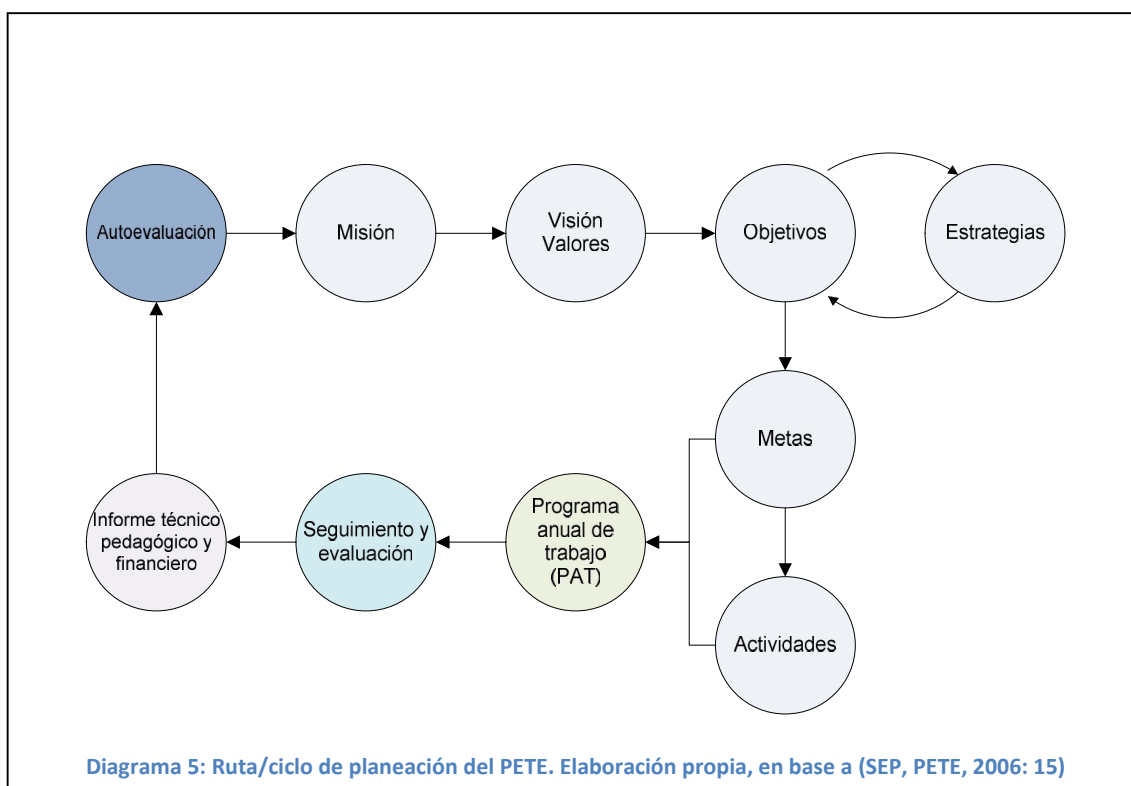 Autoevaluación
Misión
Visión
Valores
Objetivos
Estrategias
Metas
Informe técnico
pedagógico y
financiero
Seguimiento y
evaluación
Programa
anual de
trabajo
(PAT)
Actividades
Diagrama 5: Ruta/ciclo de planeación del PETE. Elaboración propia, en base a (SEP, PETE, 2006: 15)